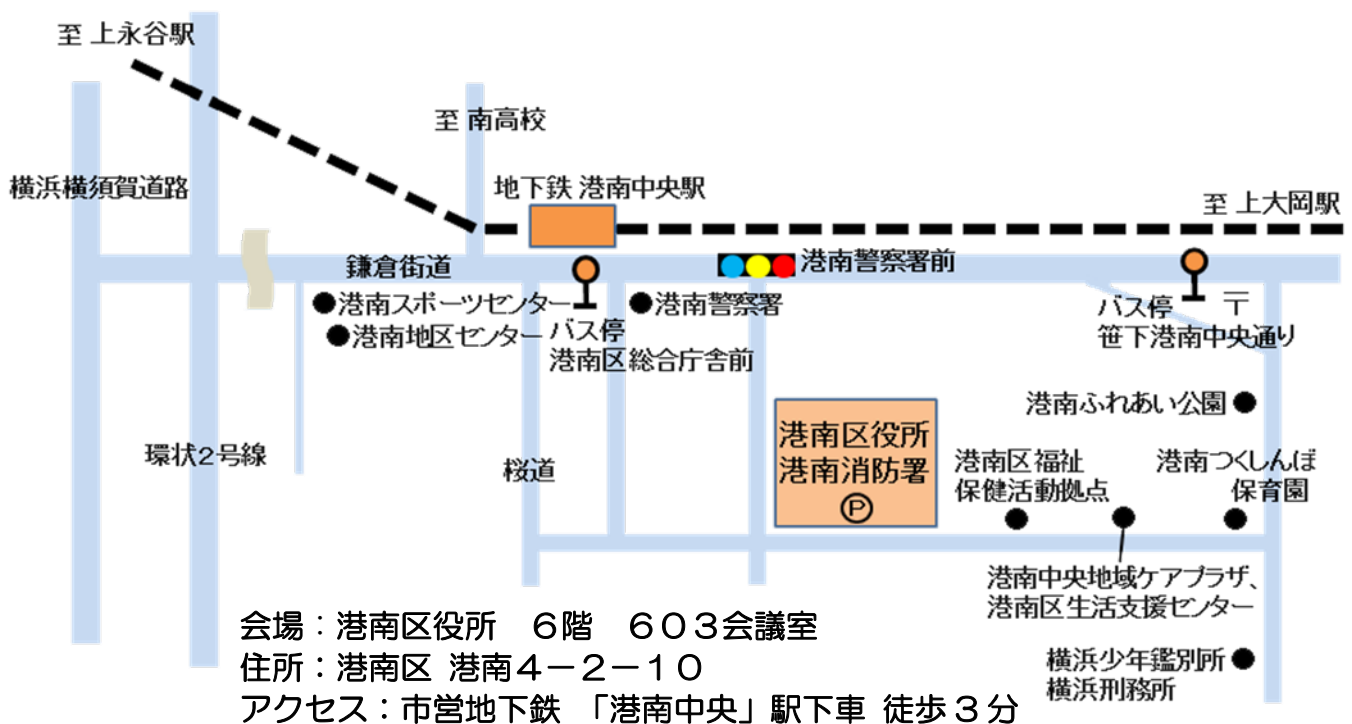 至 上永谷駅
至 南高校
横浜横須賀道路
地下鉄 港南中央駅
至 上大岡駅
鎌倉街道
港南警察署前
港南スポーツセンター
港南警察署
バス停
〒
港南地区センター
バス停
笹下港南中央通り
港南区総合庁舎前
港南ふれあい公園
港南区役所
港南消防署
P
環状2号線
桜道
港南区福祉
保健活動拠点
港南つくしんぼ
保育園
港南中央地域ケアプラザ、
港南区生活支援センター
会場：港南区役所　6階　603会議室
住所：港南区 港南4－2－10
アクセス：市営地下鉄 「港南中央」駅下車 徒歩3分
横浜少年鑑別所
横浜刑務所